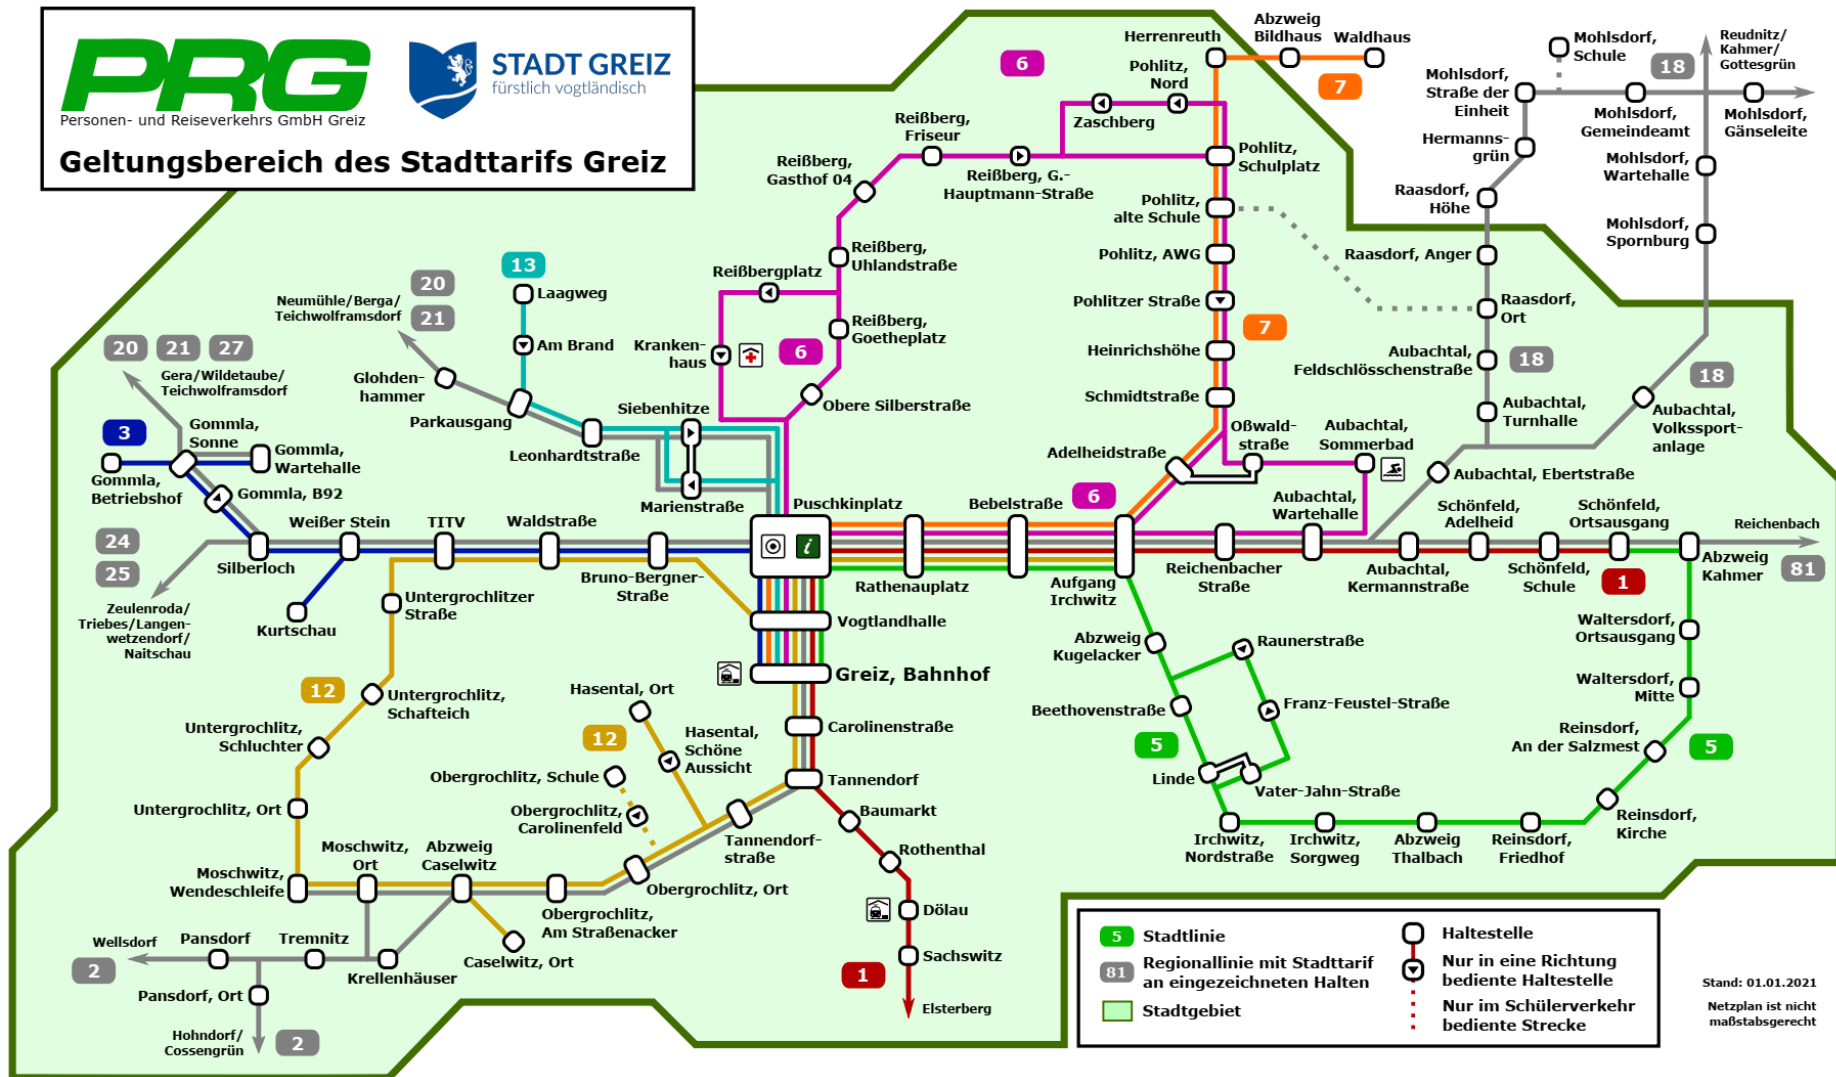 PRG
Personen- und Reiseverkehrs GmbH Greiz
STADT GREIZ
fürstlich vogtländisch
Geltungsbereich des Stadttarifs Greiz
6
Herrenreuth
Abzweig
Bildhaus
Waldhaus
7
Pohlitz,
Nord
Zaschberg
Reißberg,
Friseur
Reißberg,
Gasthof 04
Reißberg, G.-
Hauptmann-Straße
Pohlitz,
Schulplatz
Pohlitz,
alte Schule
Pohlitz, AWG
Pohlitzer Straße
7
Heinrichshöhe
Schmidtstraße
Mohlsdorf,
Schule
18
Reudnitz/
Kahmer/
Gottesgrün
Mohlsdorf,
Straße der
Einheit
Mohlsdorf,
Gemeindeamt
Mohlsdorf,
Gänseleite
Hermanns-
grün
Mohlsdorf,
Wartehalle
Raasdorf,
Höhe
Mohlsdorf,
Spornburg
Raasdorf, Anger
Raasdorf,
Ort
Aubachtal,
Feldschlösschenstraße
18
18
Aubachtal,
Turnhalle
Aubachtal,
Volkssport-
anlage
Aubachtal, Ebertstraße
Reißberg,
Uhlandstraße
Reißbergplatz
Reißberg,
Goetheplatz
Kranken-
haus
6
Obere Silberstraße
13
Laagweg
Am Brand
20
21
Neumühle/Berga/
Teichwolframsdorf
Glohden-
hammer
Parkausgang
Siebenhitze
Leonhardtstraße
Marienstraße
20
21
27
Gera/Wildetaube/
Teichwolframsdorf
3
Gommla,
Sonne
Gommla,
Wartehalle
Gommla,
Betriebshof
Gommla, B92
24
25
Zeulenroda/
Triebes/Langen-
wetzendorf/
Naitschau
Silberloch
Weißer Stein
TITV
Waldstraße
Bruno-Bergner-
Straße
Kurtschau
Puschkinplatz
i
Rathenauplatz
Bebelstraße
6
Aufgang
Irchwitz
Adelheidstraße
Oßwald-
straße
Aubachtal,
Sommerbad
Aubachtal,
Wartehalle
Reichenbacher
Straße
Aubachtal,
Kermannstraße
Schönfeld,
Adelheid
Schönfeld,
Schule
Schönfeld,
Ortsausgang
1
Abzweig
Kahmer
Reichenbach
81
Vogtlandhalle
Greiz, Bahnhof
Carolinenstraße
Tannendorf
Baumarkt
Rothenthal
Dölau
Sachswitz
1
Elsterberg
Untergrochlitzer
Straße
12
Untergrochlitz,
Schafteich
Untergrochlitz,
Schluchter
Untergrochlitz, Ort
Moschwitz,
Wendeschleife
Moschwitz,
Ort
Abzweig
Caselwitz
Obergrochlitz,
Am Straßenacker
Caselwitz, Ort
Obergrochlitz, Ort
Tannendorf-
straße
Hasental, Ort
12
Hasental,
Schöne
Aussicht
Obergrochlitz, Schule
Obergrochlitz,
Carolinenfeld
Wellsdorf
2
Pansdorf
Tremnitz
Krellenhäuser
Pansdorf, Ort
Hohndorf/
Cossengrün
2
Abzweig
Kugelacker
Raunerstraße
Beethovenstraße
Franz-Feustel-Straße
5
Linde
Vater-Jahn-Straße
Irchwitz,
Nordstraße
Irchwitz,
Sorgweg
Abzweig
Thalbach
Reinsdorf,
Friedhof
Reinsdorf,
Kirche
Reinsdorf,
An der Salzmest
5
Waltersdorf,
Mitte
Waltersdorf,
Ortsausgang
5
Stadtlinie
81
Regionallinie mit Stadttarif
an eingezeichneten Halten
Stadtgebiet
Haltestelle
Nur in eine Richtung
bediente Haltestelle
Nur im Schülerverkehr
bediente Strecke
Stand: 01.01.2021
Netzplan ist nicht
maßstabsgerecht